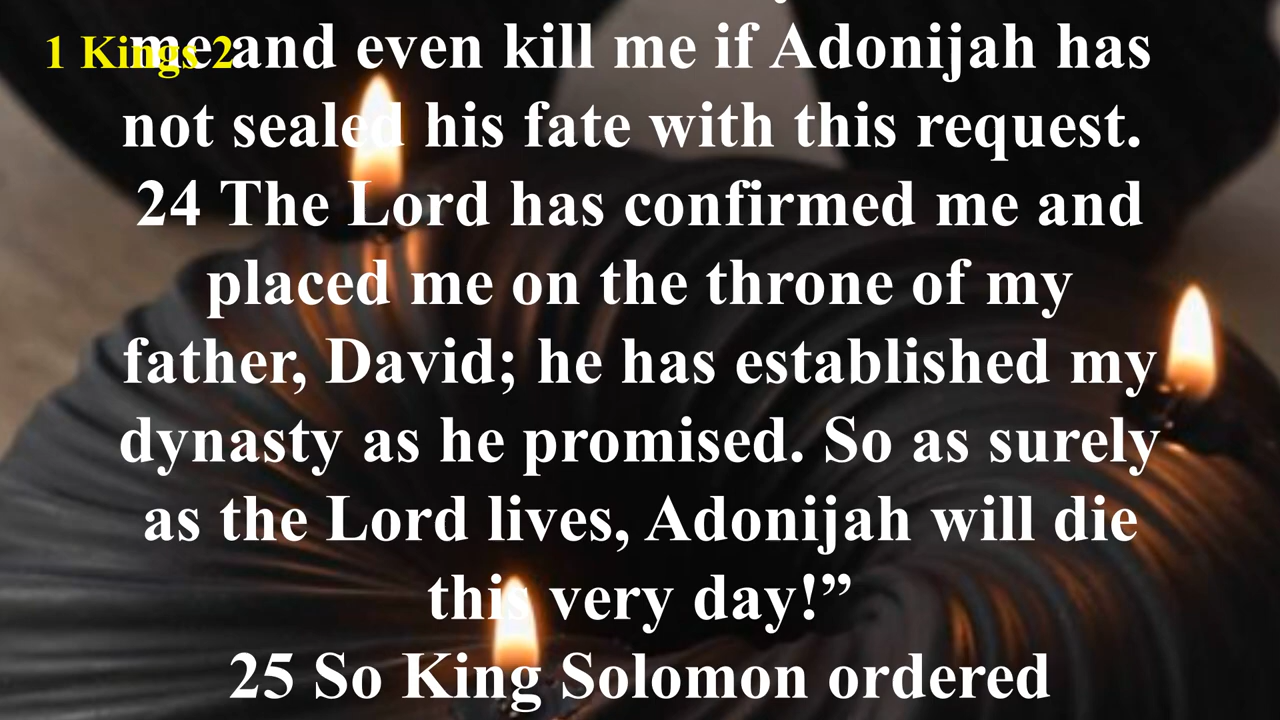 1 Kings 2
me and even kill me if Adonijah has
not sealed his fate with this request.
24 The Lord has confirmed me and
placed me on the throne of my
father, David; he has established my
dynasty as he promised. So as surely
as the Lord lives, Adonijah will die
this very day!”
25 So King Solomon ordered